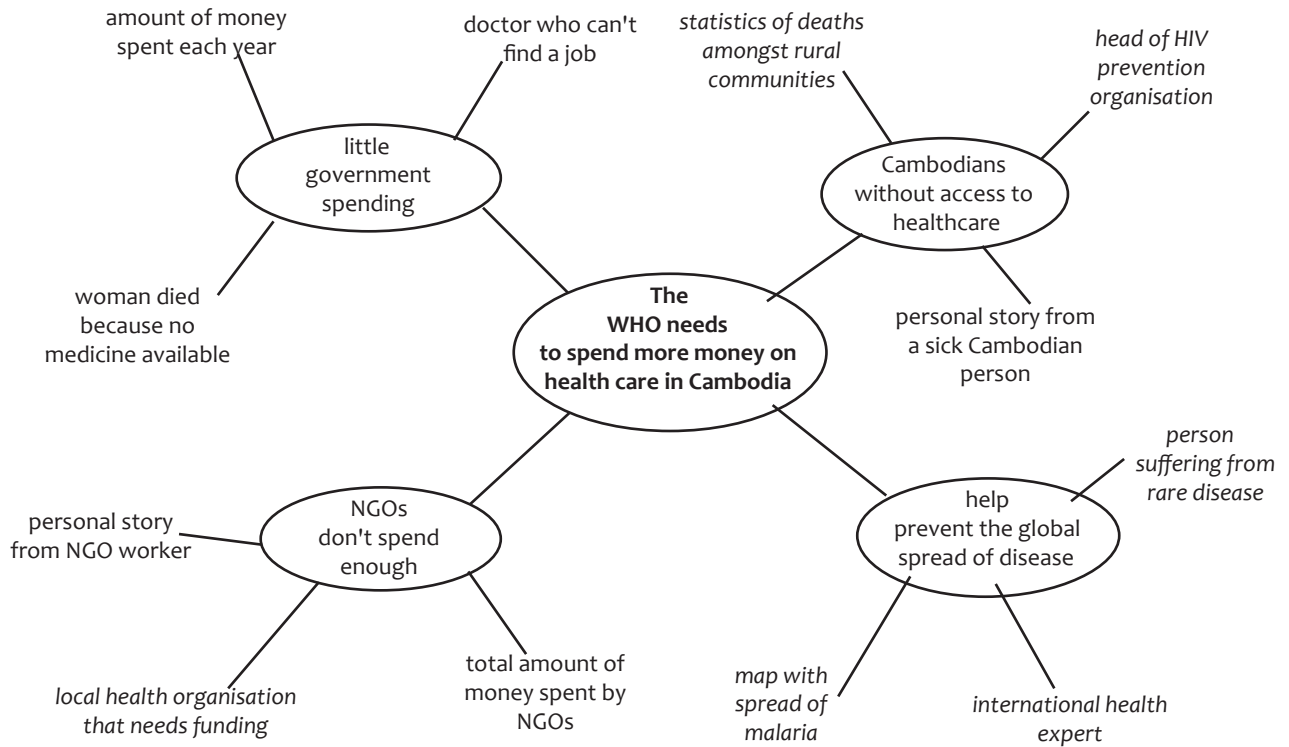 amount of money
spent each year
doctor who can't
find a job
statistics of deaths
amongst rural
communities
head of HIV
prevention
organisation
little
government
spending
Cambodians
without access to
healthcare
woman died
because no
medicine available
The
WHO needs
to spend more money on
health care in Cambodia
personal story from
a sick Cambodian
person
person
suffering from
rare disease
personal story
from NGO worker
NGOs
don't spend
enough
help
prevent the global
spread of disease
local health organisation
that needs funding
total amount of
money spent by
NGOs
map with
spread of
malaria
international health
expert